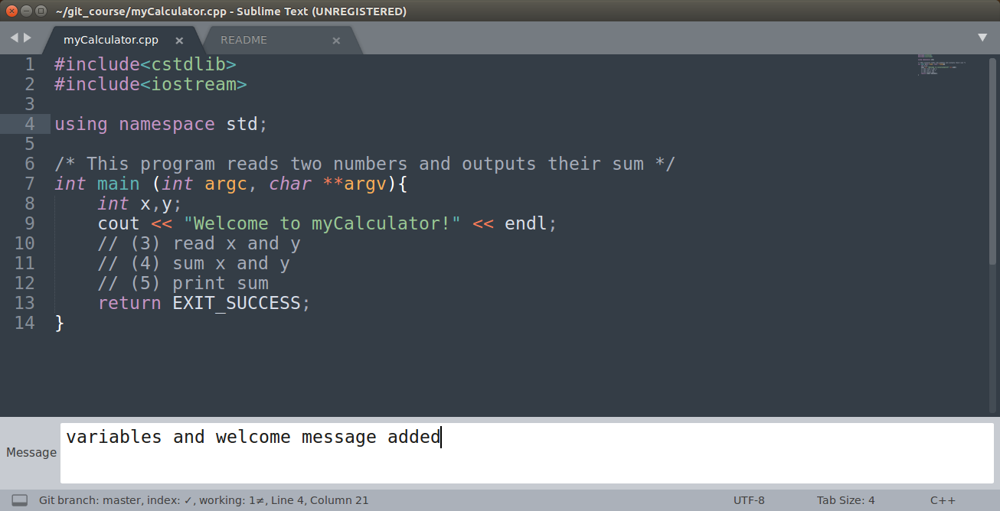 ~/git_course/myCalculator.cpp - Sublime Text (UNREGISTERED)
myCalculator.cpp × README ×
1 #include<cstdlib>
2 #include<iostream>
3
4 using namespace std;
5
6 /* This program reads two numbers and outputs their sum */
7 int main (int argc, char **argv){
8     int x,y;
9     cout << "Welcome to myCalculator!" << endl;
10     // (3) read x and y
11     // (4) sum x and y
12     // (5) print sum
13     return EXIT_SUCCESS;
14 }
Message variables and welcome message added
Git branch: master, index: ✓, working: 1≠, Line 4, Column 21 UTF-8 Tab Size: 4 C++